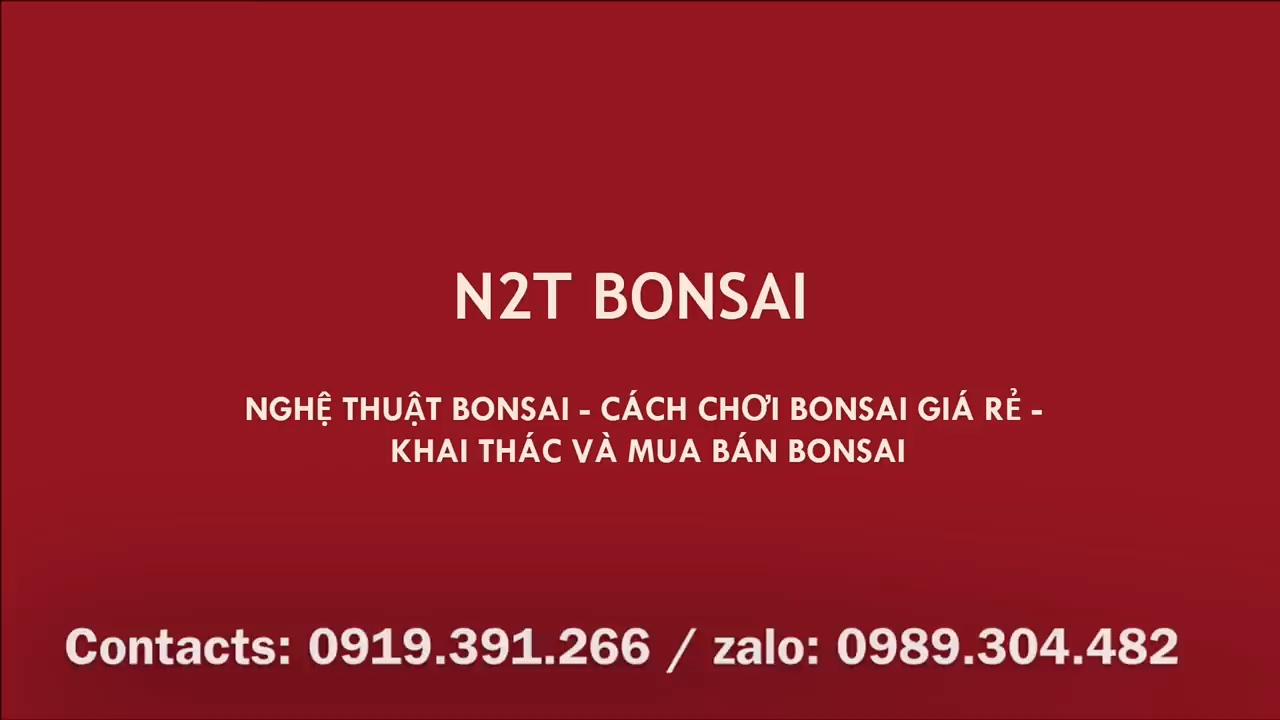 N2T BONSAI
NGHỆ THUẬT BONSAI - CÁCH CHƠI BONSAI GIÁ RẺ -
KHAI THÁC VÀ MUA BÁN BONSAI
Contacts: 0919.391.266 / zalo: 0989.304.482